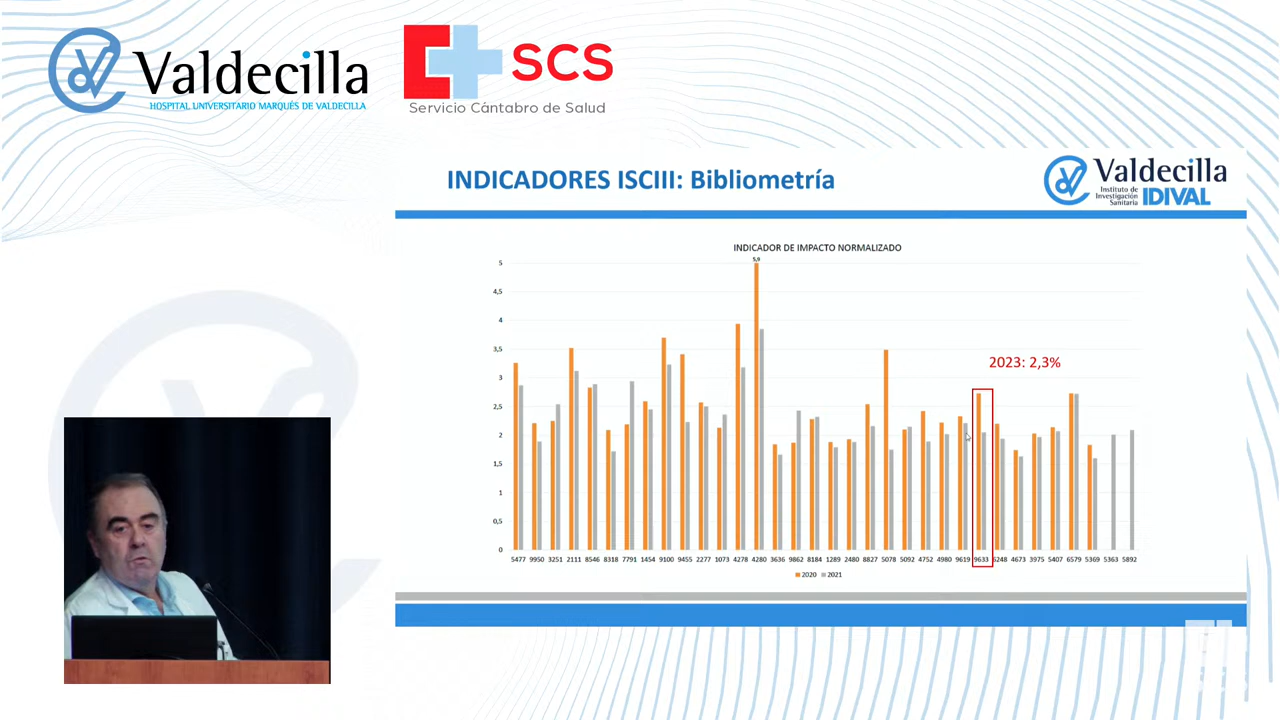 Valdecilla
HOSPITAL UNIVERSITARIO MARQUÉS DE VALDECILLA
SCS
Servicio Cántabro de Salud
INDICADORES ISCIII: Bibliometría
Valdecilla
Instituto de
Investigación
Sanitaria
IDIVAL
INDICADOR DE IMPACTO NORMALIZADO
5,9
5
4,5
4
3,5
3
2,5
2
1,5
1
0,5
0
2023: 2,3%
5477 9950 3251 2111 8546 8318 7791 1454 9100 9455 2277 1073 4278 4280 3636 9862 8184 1289 2480 8827 5078 5092 4752 4980 9619 9633 6248 4673 3975 5407 6579 5369 5363 5892
2020 2021